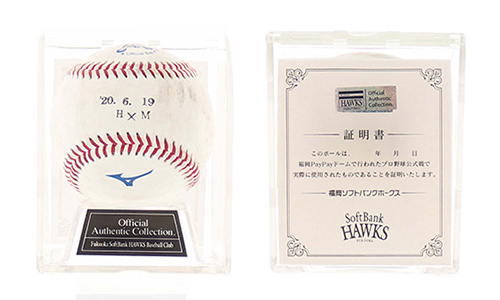 '20. 6. 19
H × M
Official
Authentic Collection.
Fukuoka SoftBank HAWKS Baseball Club
HAWKS
Official
Authentic
Collection.
証明書
このボールは、　　年　月　日
福岡PayPayドームで行われたプロ野球公式戦で
実際に使用されたものであることを証明いたします。
福岡ソフトバンクホークス
SoftBank
HAWKS